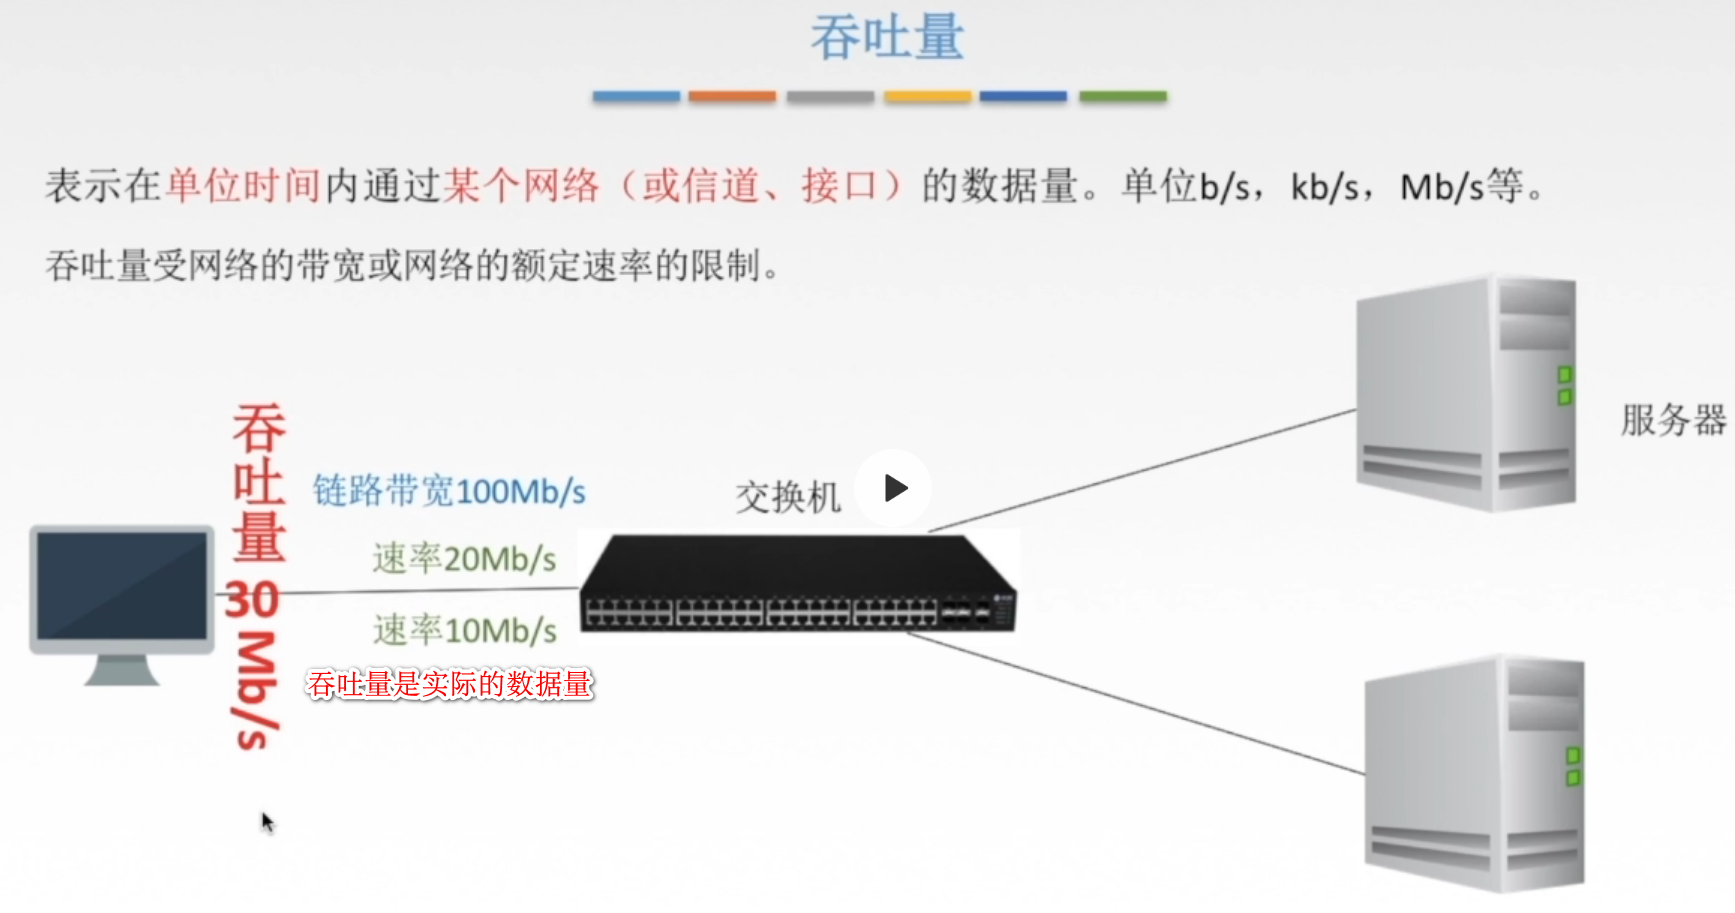 吞吐量
表示在单位时间内通过某个网络（或信道、接口）的数据量。单位b/s，kb/s，Mb/s等。
吞吐量受网络的带宽或网络的额定速率的限制。
服务器
吞吐量30Mb/s
链路带宽100Mb/s
交换机
速率20Mb/s
速率10Mb/s
吞吐量是实际的数据量